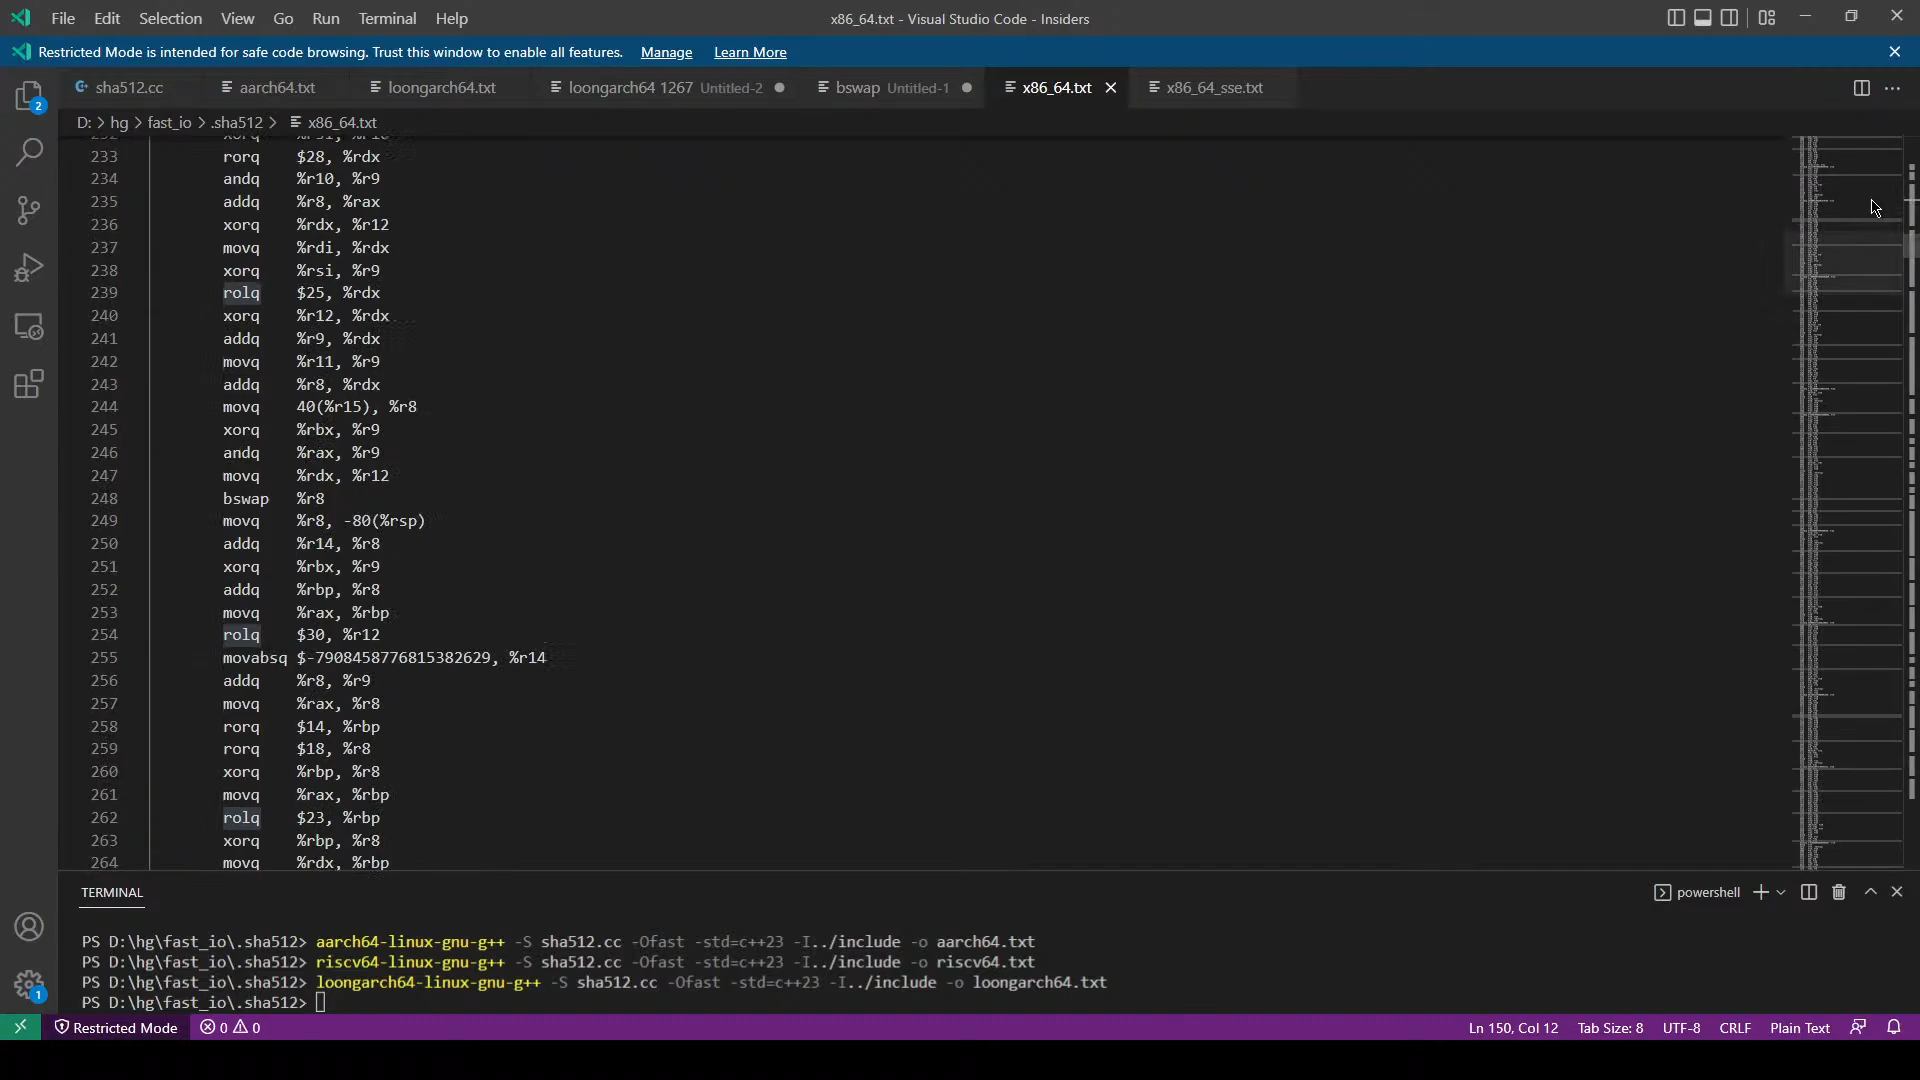 File Edit Selection View Go Run Terminal Help
x86_64.txt - Visual Studio Code - Insiders
Restricted Mode is intended for safe code browsing. Trust this window to enable all features. Manage Learn More
sha512.cc aarch64.txt loongarch64.txt loongarch64 1267 Untitled-2 bswap Untitled-1 x86_64.txt x86_64_sse.txt
D: > hg > fast_io > .sha512 > x86_64.txt
233 rorq $28, %rdx
234 andq %r10, %r9
235 addq %r8, %rax
236 xorq %rdx, %r12
237 movq %rdi, %rdx
238 xorq %rsi, %r9
239 rolq $25, %rdx
240 xorq %r12, %rdx
241 addq %r9, %rdx
242 movq %r11, %r9
243 addq %r8, %rdx
244 movq 40(%r15), %r8
245 xorq %rbx, %r9
246 andq %rax, %r9
247 movq %rdx, %r12
248 bswap %r8
249 movq %r8, -80(%rsp)
250 addq %r14, %r8
251 xorq %rbx, %r9
252 addq %rbp, %r8
253 movq %rax, %rbp
254 rolq $30, %r12
255 movabsq $-7908458776815382629, %r14
256 addq %r8, %r9
257 movq %rax, %r8
258 rorq $14, %rbp
259 rorq $18, %r8
260 xorq %rbp, %r8
261 movq %rax, %rbp
262 rolq $23, %rbp
263 xorq %rbp, %r8
264 movq %rdx, %rbp
2
1
TERMINAL
powershell
PS D:\hg\fast_io\.sha512> aarch64-linux-gnu-g++ -S sha512.cc -Ofast -std=c++23 -I../include -o aarch64.txt
PS D:\hg\fast_io\.sha512> riscv64-linux-gnu-g++ -S sha512.cc -Ofast -std=c++23 -I../include -o riscv64.txt
PS D:\hg\fast_io\.sha512> loongarch64-linux-gnu-g++ -S sha512.cc -Ofast -std=c++23 -I../include -o loongarch64.txt
PS D:\hg\fast_io\.sha512>
Restricted Mode 0 0 Ln 150, Col 12 Tab Size: 8 UTF-8 CRLF Plain Text